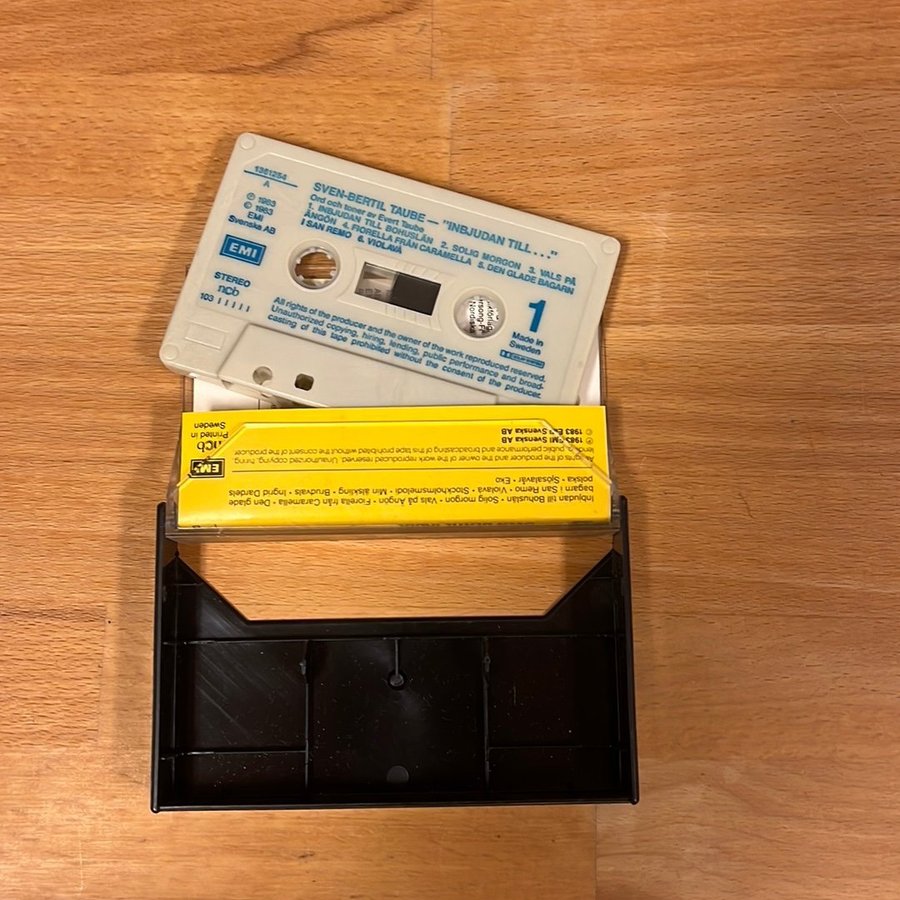 1361254
A
℗ 1983
© 1983
EMI
Svenska AB
EMI
STEREO
ncb
103
SVEN-BERTIL TAUBE — "INBJUDAN TILL...."
Ord och toner av Evert Taube
1. INBJUDAN TILL BOHUSLÄN 2. SOLIG MORGON 3. VALS PÅ
ÄNGÖN 4. FIORELLA FRÅN CARAMELLA 5. DEN GLADE BAGARN
I SAN REMO 6. VIOLAVÅ
1
Made in
Sweden
DOLBY SYSTEM
All rights of the producer and the owner of the work reproduced reserved.
Unauthorized copying, hiring, lending, public performance and broad-
casting of this tape prohibited without the consent of the producer.
Inbjudan till Bohuslän • Solig morgon • Vals på Ängön • Fiorella från Caramella • Den glade
bagarn i San Remo • Violava • Stockholmsmelodi • Min älskling • Brudvals • Ingrid Dardels
polska • Sjösalavår • Eko
EMI
rights of the producer and the owner of the work reproduced reserved. Unauthorized copying, hiring,
lending, public performance and broadcasting of this tape prohibited without the consent of the producer.
℗ 1983 EMI Svenska AB
© 1983 EMI Svenska AB
ncb
Printed in
Sweden